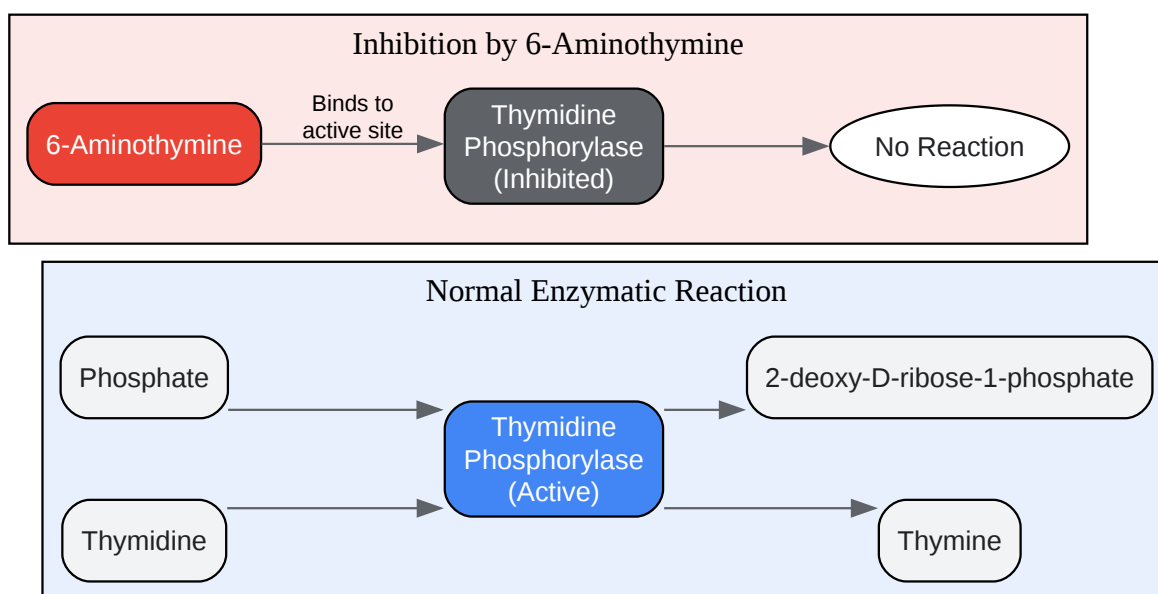 Inhibition by 6-Aminothymine
6-Aminothymine
Binds to
active site
Thymidine
Phosphorylase
(Inhibited)
No Reaction
Normal Enzymatic Reaction
Phosphate
Thymidine
Thymidine
Phosphorylase
(Active)
2-deoxy-D-ribose-1-phosphate
Thymine